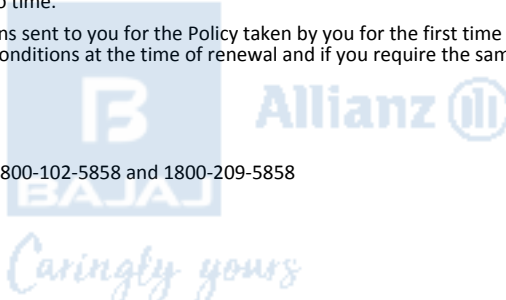 o time.
ns sent to you for the Policy taken by you for the first time
onditions at the time of renewal and if you require the sam
B
Allianz
800-102-5858 and 1800-209-5858
BAJAJ
Caringly yours